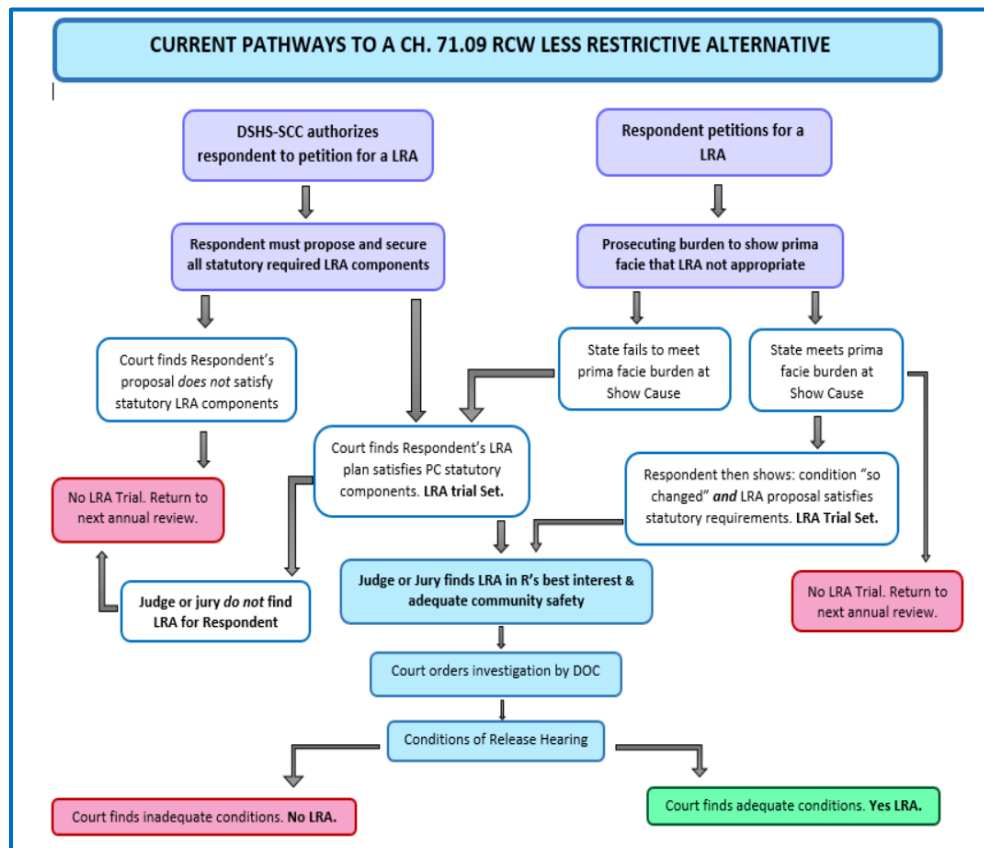 CURRENT PATHWAYS TO A CH. 71.09 RCW LESS RESTRICTIVE ALTERNATIVE
DSHS-SCC authorizes
respondent to petition for a LRA
Respondent petitions for a
LRA
Respondent must propose and secure
all statutory required LRA components
Prosecuting burden to show prima
facie that LRA not appropriate
Court finds Respondent's
proposal does not satisfy
statutory LRA components
State fails to meet
prima facie burden at
Show Cause
State meets prima
facie burden at
Show Cause
Court finds Respondent's LRA
plan satisfies PC statutory
components. LRA trial Set.
Respondent then shows: condition "so
changed" and LRA proposal satisfies
statutory requirements. LRA Trial Set.
No LRA Trial. Return to
next annual review.
Judge or jury do not find
LRA for Respondent
Judge or Jury finds LRA in R's best interest &
adequate community safety
No LRA Trial. Return to
next annual review.
Court orders investigation by DOC
Conditions of Release Hearing
Court finds inadequate conditions. No LRA.
Court finds adequate conditions. Yes LRA.